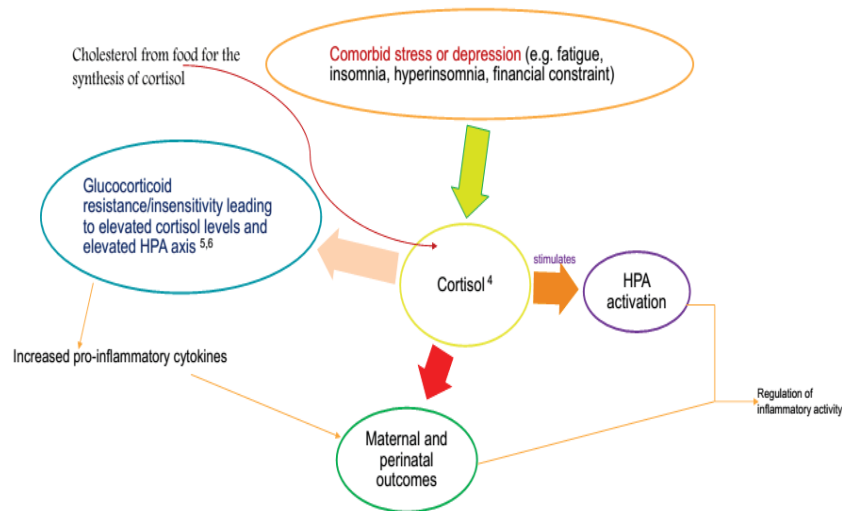 Cholesterol from food for the
synthesis of cortisol
Comorbid stress or depression (e.g. fatigue,
insomnia, hyperinsomnia, financial constraint)
Glucocorticoid
resistance/insensitivity leading
to elevated cortisol levels and
elevated HPA axis 5,6
stimulates
Cortisol 4
HPA
activation
Increased pro-inflammatory cytokines
Regulation of
inflammatory activity
Maternal and
perinatal
outcomes